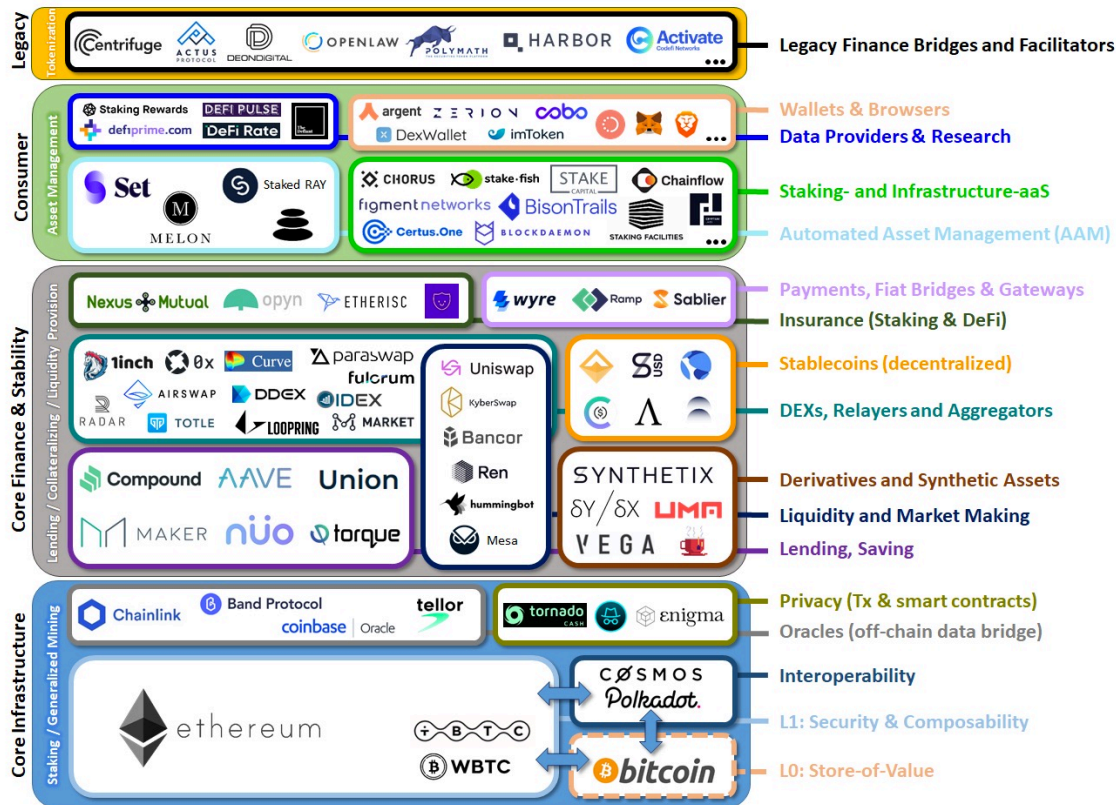 Legacy
Tokenization
Centrifuge
ACTUS
PROTOCOL
DEONDIGITAL
OPENLAW
POLYMATH
HARBOR
Activate
Codefi Networks
...
Legacy Finance Bridges and Facilitators
Consumer
Asset Management
Staking Rewards
DEFI PULSE
defiprime.com
DeFi Rate
The
Defiant
argent
ZERION
cobo
DexWallet
imToken
...
Wallets & Browsers
Data Providers & Research
Set
MELON
Staked RAY
CHORUS
stake·fish
STAKE
CAPITAL
Chainflow
figment networks
BisonTrails
Certus.One
BLOCKDAEMON
STAKING FACILITIES
...
Staking- and Infrastructure-aaS
Automated Asset Management (AAM)
Core Finance & Stability
Lending / Collateralizing / Liquidity Provision
Nexus Mutual
opyn
ETHERISC
wyre
Ramp
Sablier
Payments, Fiat Bridges & Gateways
Insurance (Staking & DeFi)
1inch
0x
Curve
paraswap
fulcrum
AIRSWAP
DDEX
IDEX
RADAR
TOTLE
LOOPRING
MARKET
Uniswap
KyberSwap
Bancor
Ren
hummingbot
Mesa
SUSD
Stablecoins (decentralized)
DEXs, Relayers and Aggregators
Compound
AAVE
Union
MAKER
nüo
torque
SYNTHETIX
δY/δX
UMA
VEGA
Derivatives and Synthetic Assets
Liquidity and Market Making
Lending, Saving
Core Infrastructure
Staking / Generalized Mining
Chainlink
Band Protocol
coinbase | Oracle
tellor
tornado
CASH
enigma
Privacy (Tx & smart contracts)
Oracles (off-chain data bridge)
ethereum
TBTC
WBTC
COSMOS
Polkadot.
bitcoin
Interoperability
L1: Security & Composability
L0: Store-of-Value